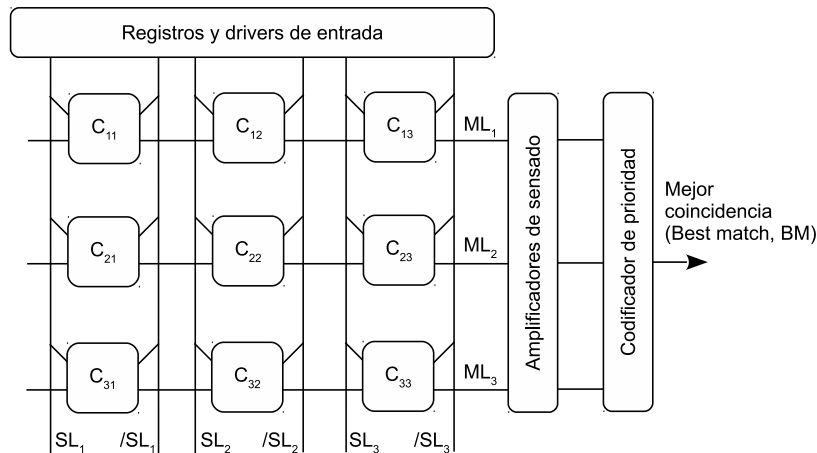 Registros y drivers de entrada
C11 C12 C13 ML1
C21 C22 C23 ML2
C31 C32 C33 ML3
SL1 /SL1 SL2 /SL2 SL3 /SL3
Amplificadores de sensado
Codificador de prioridad
Mejor
coincidencia
(Best match, BM)